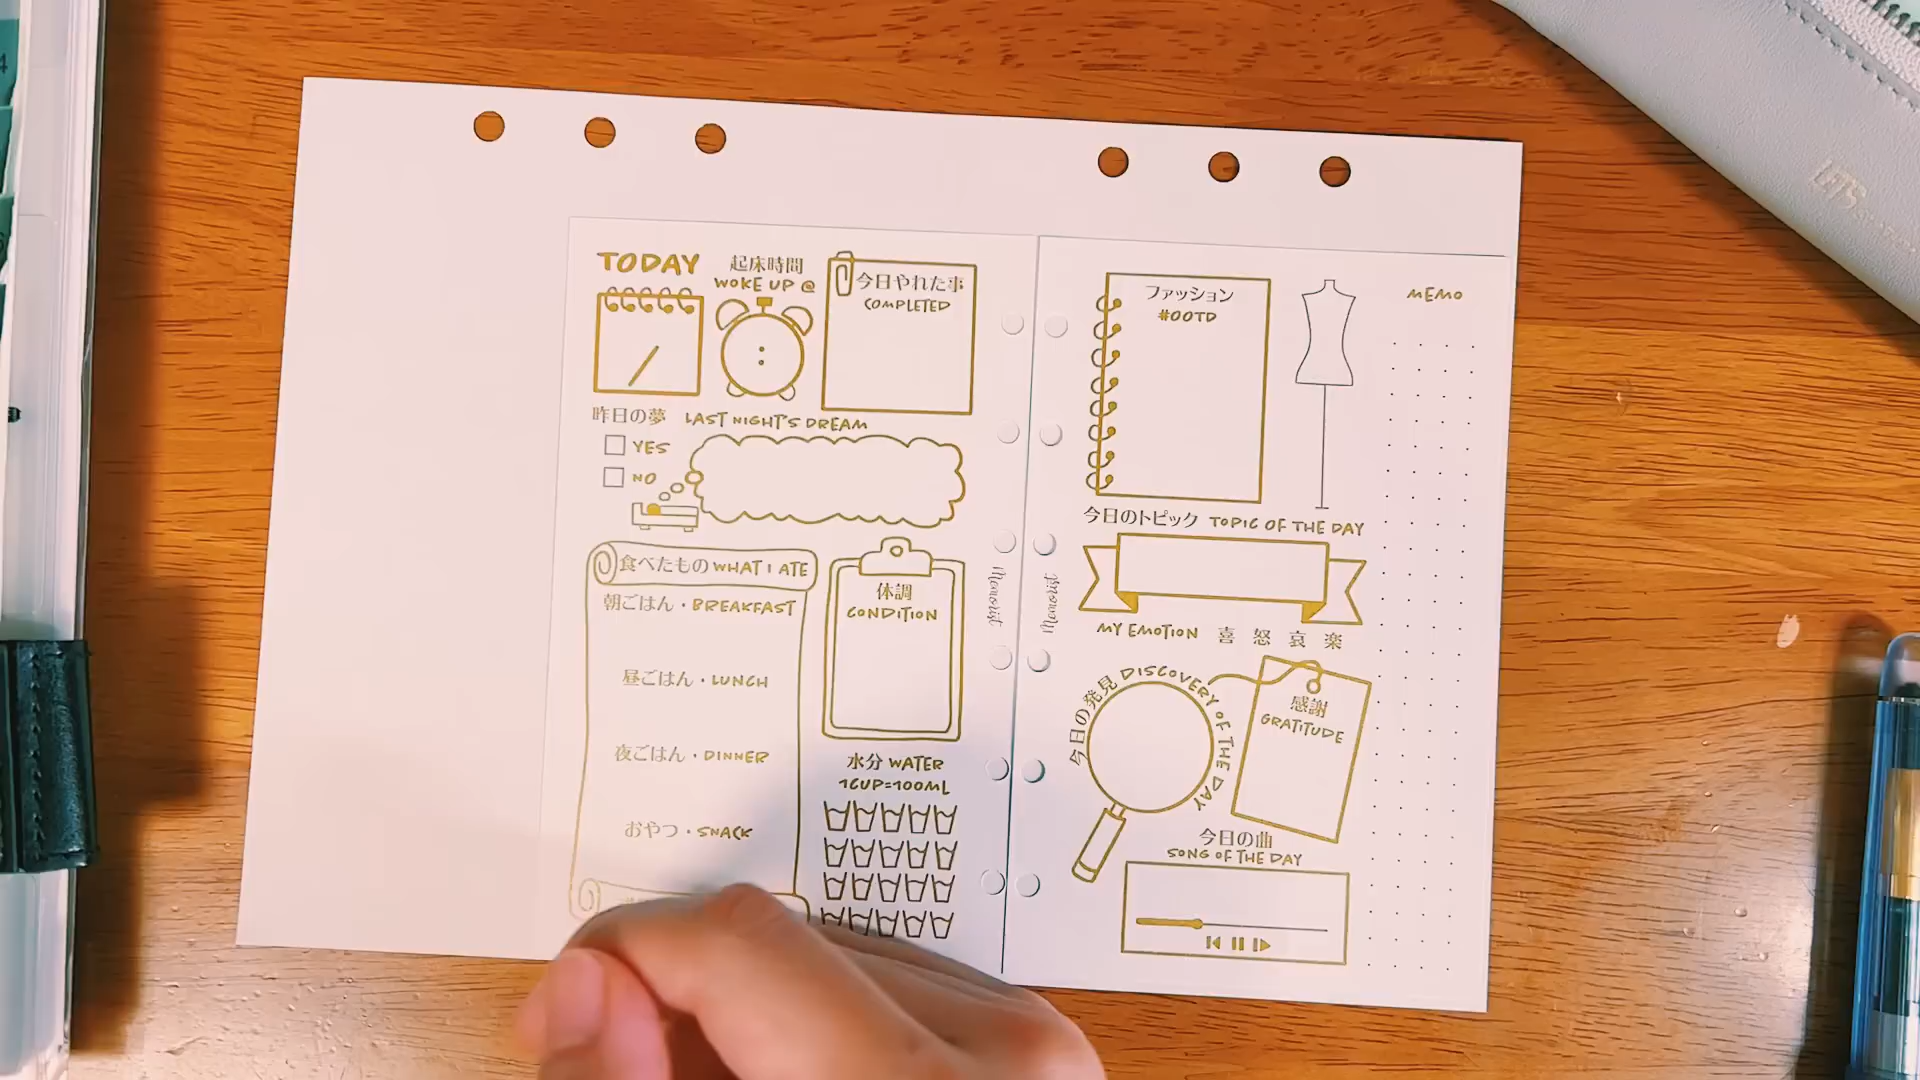 TODAY
起床時間
WOKE UP @
今日やれた事
COMPLETED
昨日の夢 LAST NIGHT'S DREAM
YES
NO
食べたもの WHAT I ATE
朝ごはん・BREAKFAST
昼ごはん・LUNCH
夜ごはん・DINNER
おやつ・SNACK
体調
CONDITION
水分 WATER
1CUP=100ML
Memorist
Memorist
ファッション
#OOTD
MEMO
今日のトピック TOPIC OF THE DAY
MY EMOTION 喜 怒 哀 楽
今日の発見 DISCOVERY OF THE DAY
感謝
GRATITUDE
今日の曲
SONG OF THE DAY